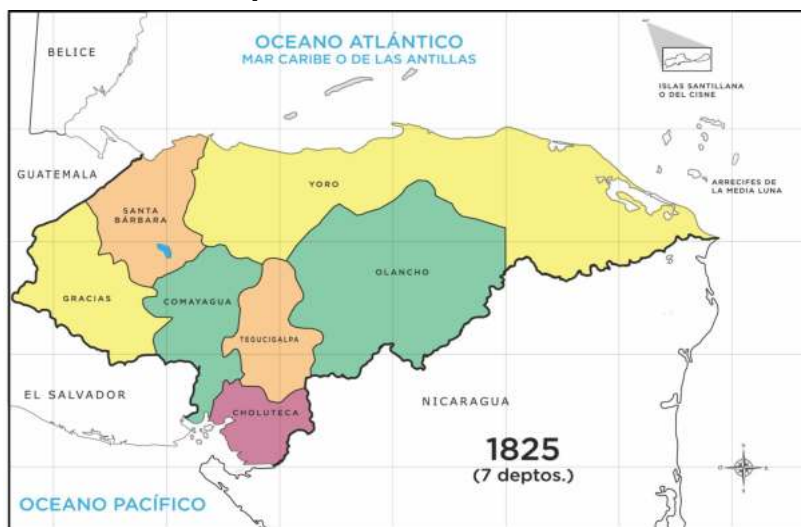 OCEANO ATLÁNTICO
MAR CARIBE O DE LAS ANTILLAS
BELICE
ISLAS SANTILLANA
O DEL CISNE
GUATEMALA
ARRECIFES DE
LA MEDIA LUNA
YORO
SANTA
BÁRBARA
OLANCHO
GRACIAS
COMAYAGUA
TEGUCIGALPA
EL SALVADOR
CHOLUTECA
NICARAGUA
1825
(7 deptos.)
OCEANO PACÍFICO